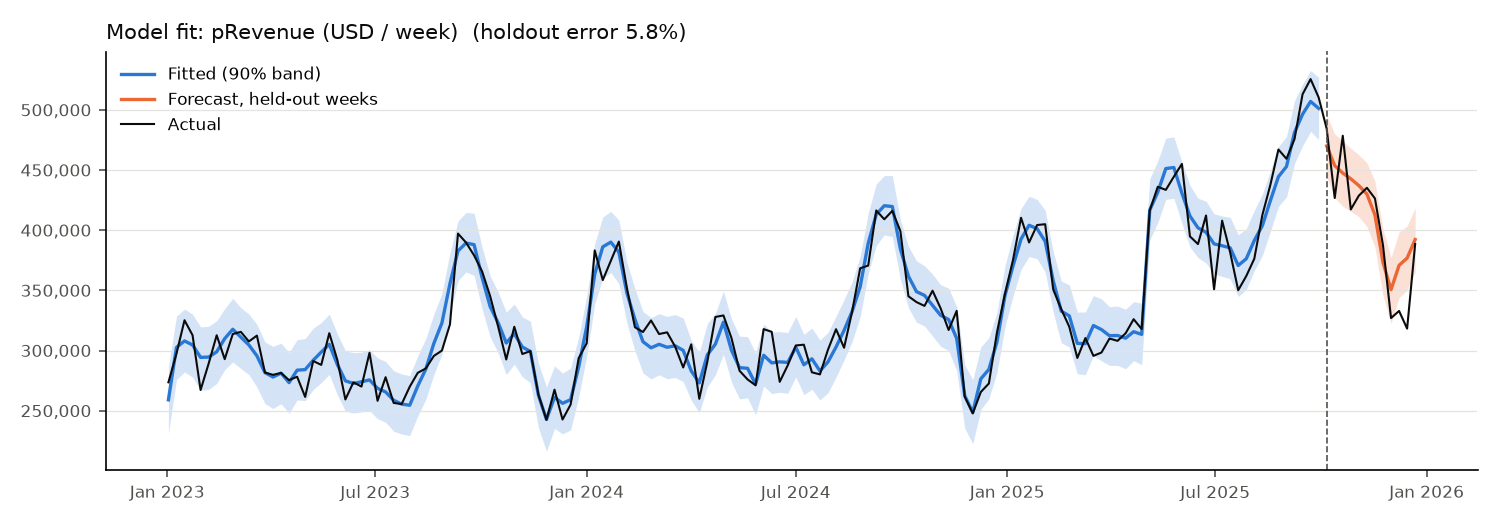 Model fit: pRevenue (USD / week)  (holdout error 5.8%)
Fitted (90% band)
Forecast, held-out weeks
Actual
500,000
450,000
400,000
350,000
300,000
250,000
Jan 2023
Jul 2023
Jan 2024
Jul 2024
Jan 2025
Jul 2025
Jan 2026